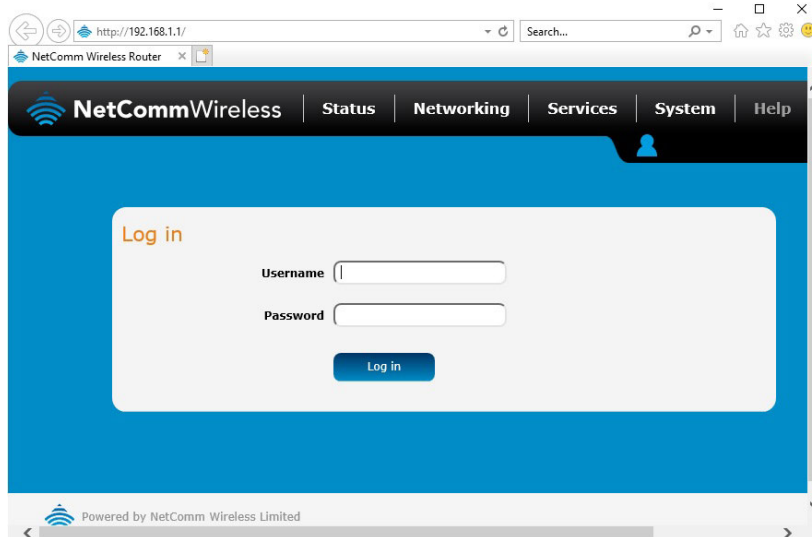 http://192.168.1.1/
Search...
NetComm Wireless Router
NetCommWireless Status Networking Services System Help
Log in
Username
Password
Log in
Powered by NetComm Wireless Limited